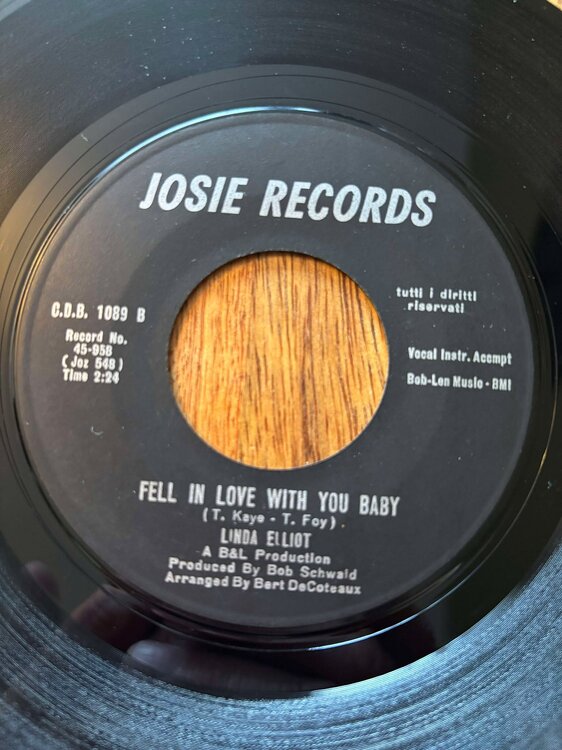 JOSIE RECORDS
C.D.B. 1089 B
Record No.
45-958
(Joz 548)
Time 2:24
tutti i diritti
riservati
Vocal Instr. Acompt
Bob-Len Music - BMI
FELL IN LOVE WITH YOU BABY
(T. Kaye - T. Foy)
LINDA ELLIOT
A B&L Production
Produced By Bob Schwaid
Arranged By Bert DeCoteaux